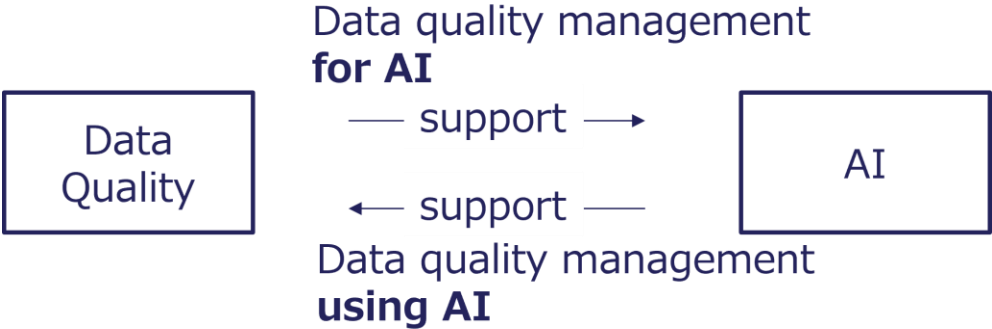 Data quality management
for AI
support
Data
Quality
AI
support
Data quality management
using AI